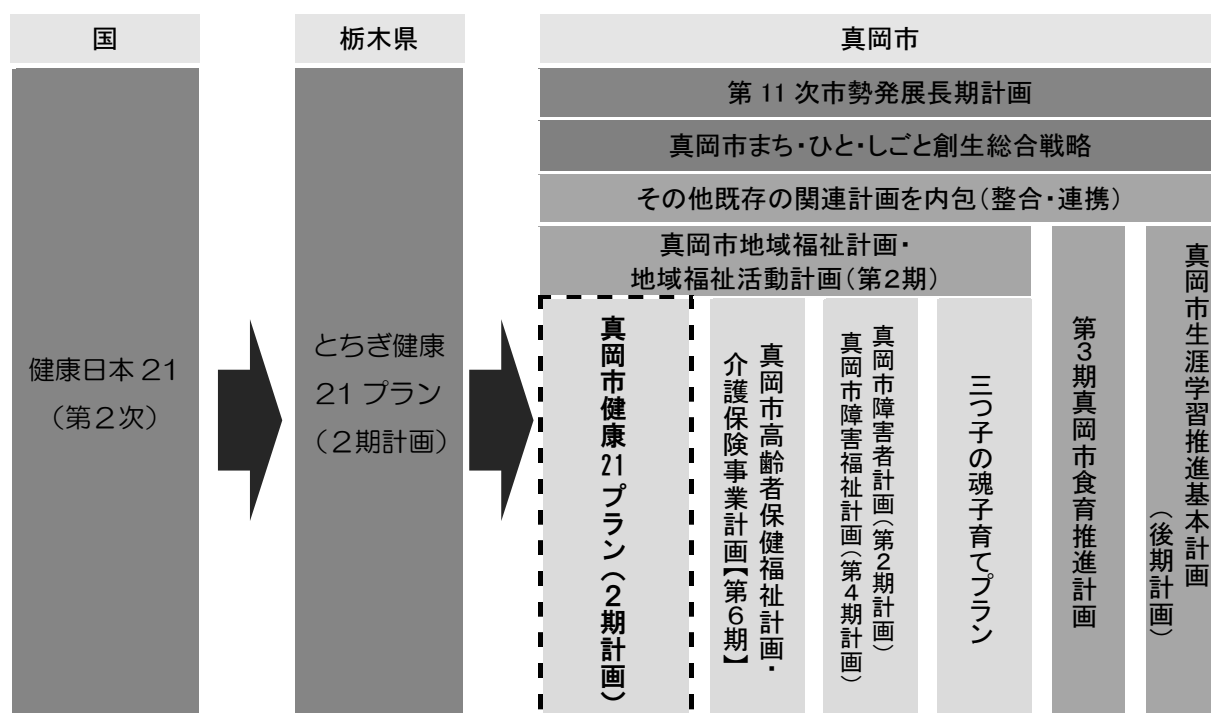 国
栃木県
真岡市
健康日本 21
（第２次）
とちぎ健康
21 プラン
（２期計画）
第 11 次市勢発展長期計画
真岡市まち・ひと・しごと創生総合戦略
その他既存の関連計画を内包（整合・連携）
真岡市地域福祉計画・
地域福祉活動計画（第２期）
真岡市健康21プラン（２期計画）
真岡市高齢者保健福祉計画・
介護保険事業計画【第６期】
真岡市障害者計画（第２期計画）
真岡市障害福祉計画（第４期計画）
三つ子の魂子育てプラン
第３期真岡市食育推進計画
真岡市生涯学習推進基本計画
（後期計画）